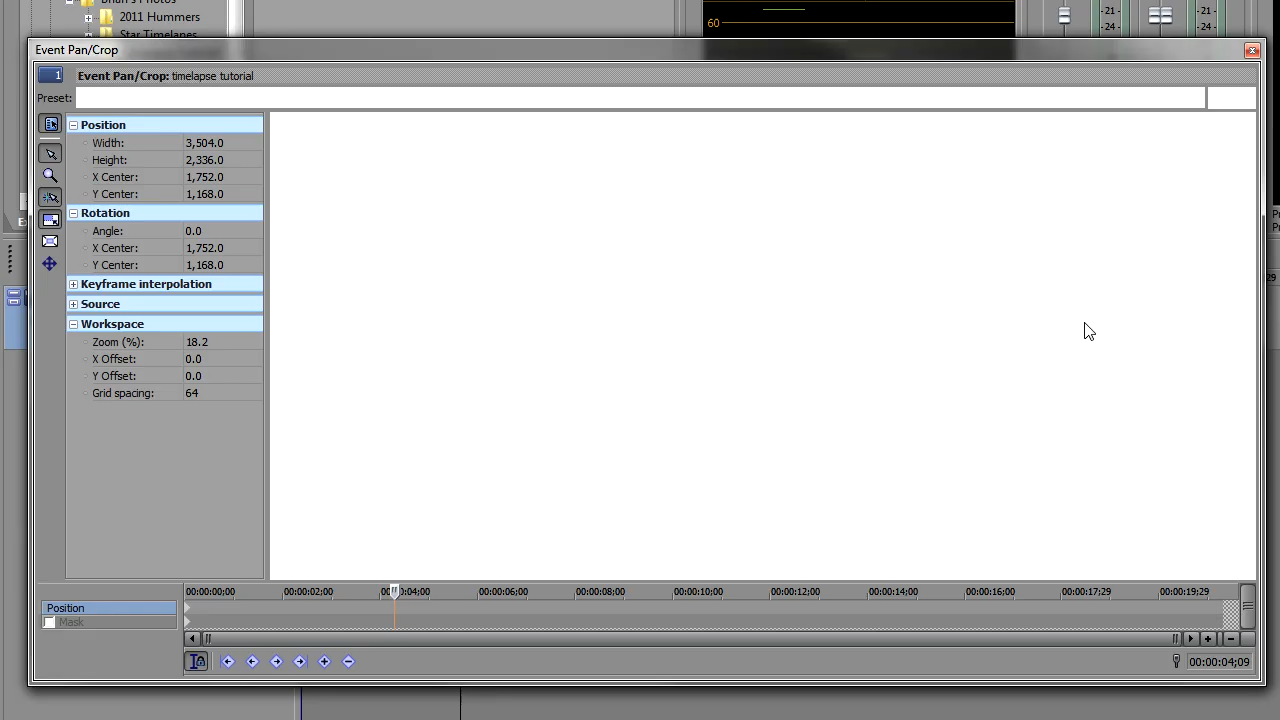 2011 Hummers
60
-21 -
-24 -
-21 -
-24 -
Event Pan/Crop
1
Event Pan/Crop: timelapse tutorial
Preset:
Position
Width: 3,504.0
Height: 2,336.0
X Center: 1,752.0
Y Center: 1,168.0
Rotation
Angle: 0.0
X Center: 1,752.0
Y Center: 1,168.0
Keyframe interpolation
Source
Workspace
Zoom (%): 18.2
X Offset: 0.0
Y Offset: 0.0
Grid spacing: 64
00:00:00;00 00:00:02;00 00:00:04;00 00:00:06;00 00:00:08;00 00:00:10;00 00:00:12;00 00:00:14;00 00:00:16;00 00:00:17;29 00:00:19;29
Position
Mask
00:00:04;09